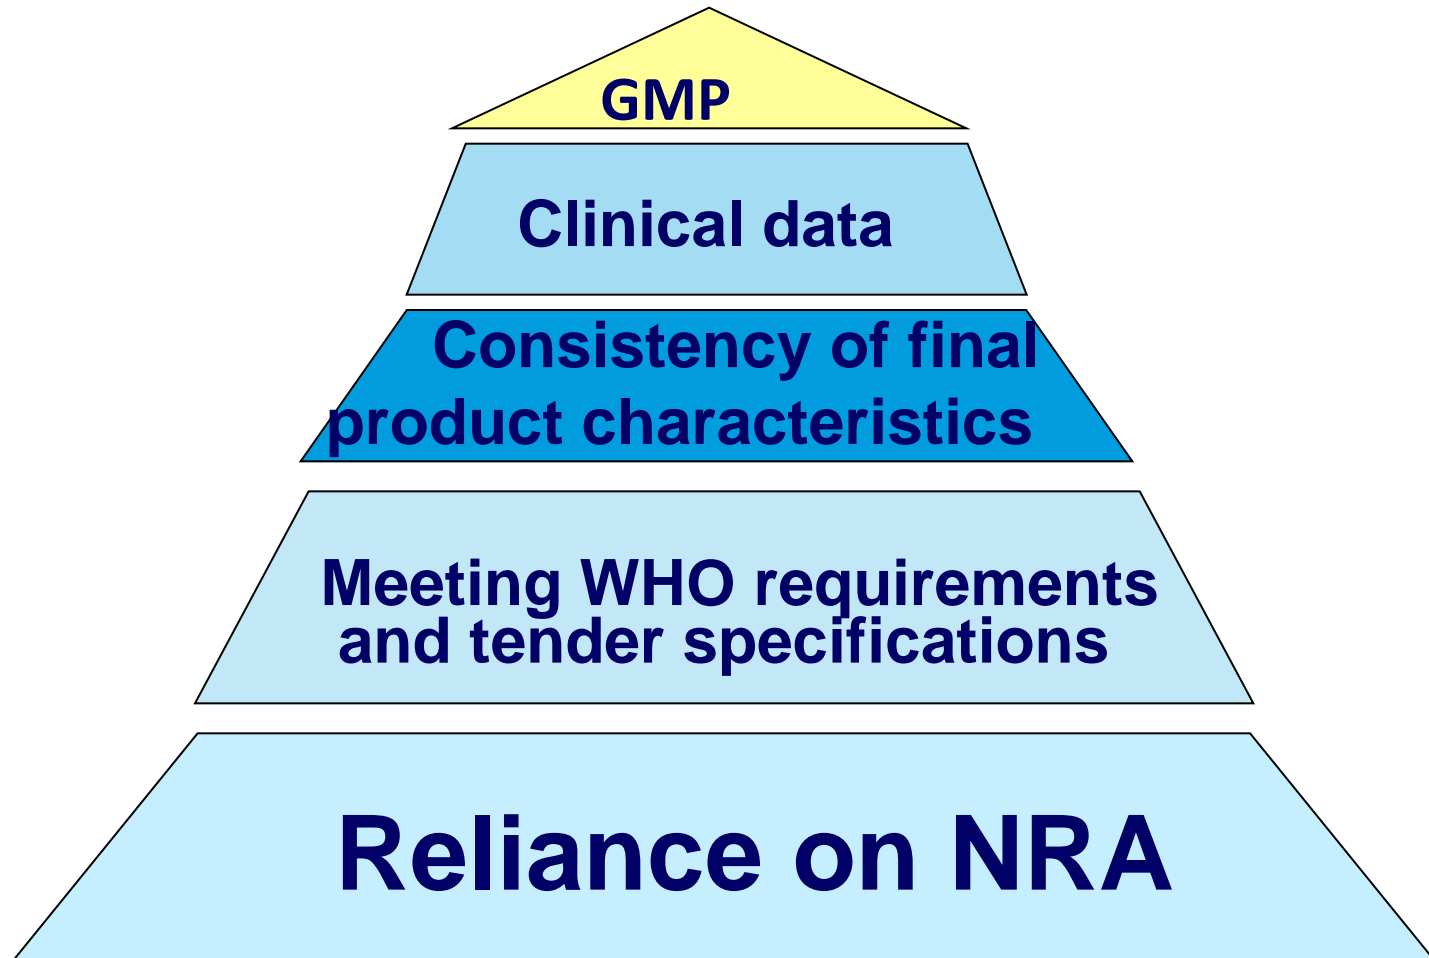 GMP
Clinical data
Consistency of final
product characteristics
Meeting WHO requirements
and tender specifications
Reliance on NRA